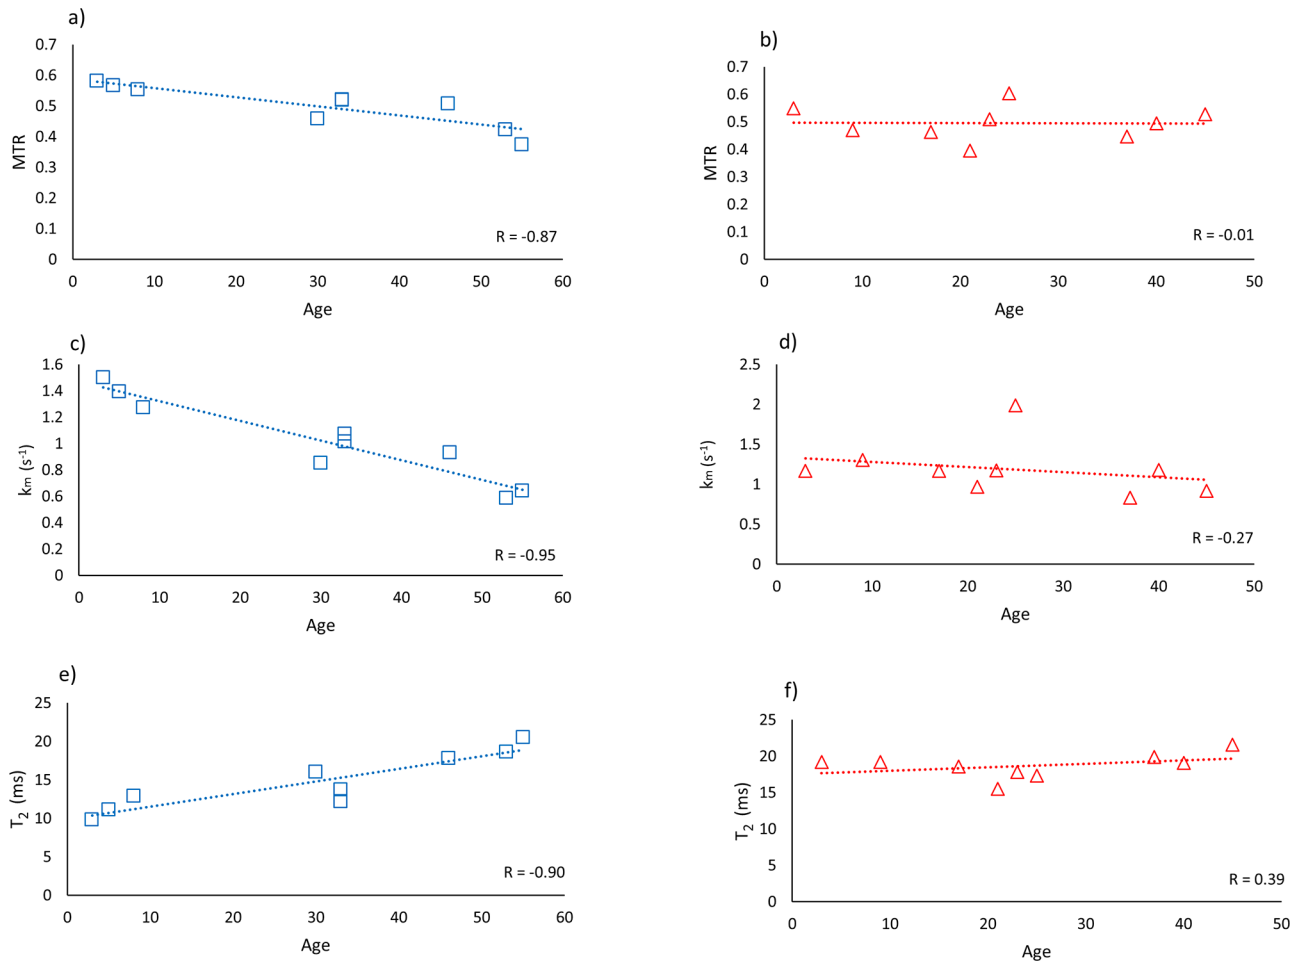 a)
0.7
0.6
0.5
0.4
0.3
0.2
0.1
0
MTR
R = -0.87
0 10 20 30 40 50 60
Age
b)
0.7
0.6
0.5
0.4
0.3
0.2
0.1
0
MTR
R = -0.01
0 10 20 30 40 50
Age
c)
1.6
1.4
1.2
1
0.8
0.6
0.4
0.2
0
kₘ (s⁻¹)
R = -0.95
0 10 20 30 40 50 60
Age
d)
2.5
2
1.5
1
0.5
0
kₘ (s⁻¹)
R = -0.27
0 10 20 30 40 50
Age
e)
25
20
15
10
5
0
T₂ (ms)
R = -0.90
0 10 20 30 40 50 60
Age
f)
25
20
15
10
5
0
T₂ (ms)
R = 0.39
0 10 20 30 40 50
Age